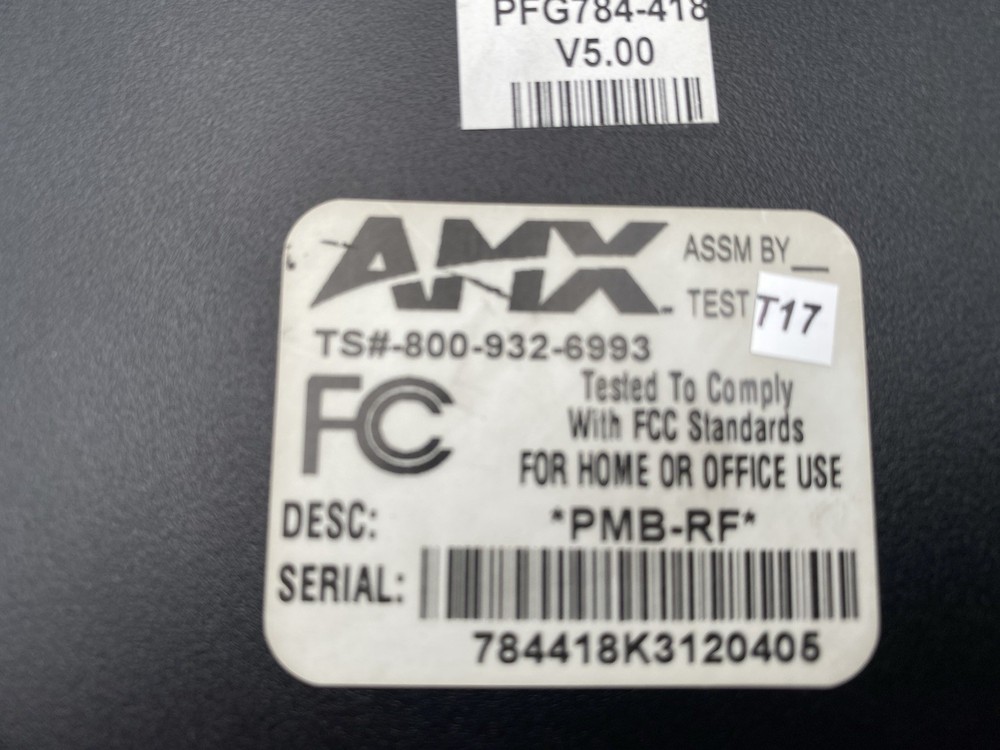 PFG784-418
V5.00
AMX
ASSM BY__
TEST T17
TS#-800-932-6993
FC
Tested To Comply
With FCC Standards
FOR HOME OR OFFICE USE
DESC: *PMB-RF*
SERIAL:
784418K3120405